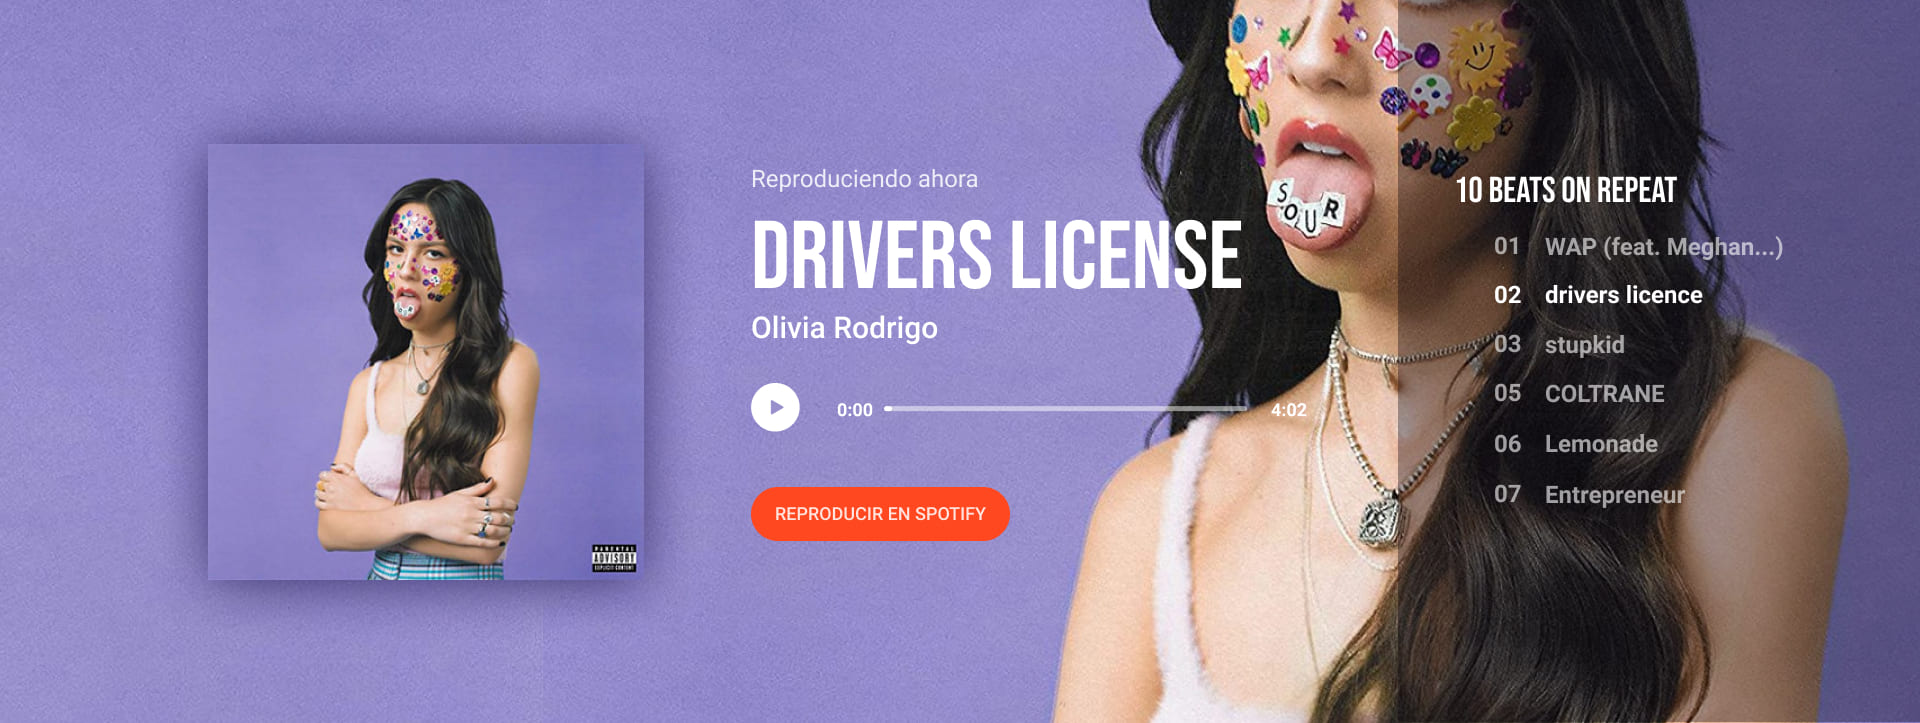 PARENTAL
ADVISORY
EXPLICIT CONTENT
Reproduciendo ahora
DRIVERS LICENSE
Olivia Rodrigo
0:00
4:02
REPRODUCIR EN SPOTIFY
SOUR
10 BEATS ON REPEAT
01 WAP (feat. Meghan...)
02 drivers licence
03 stupkid
05 COLTRANE
06 Lemonade
07 Entrepreneur